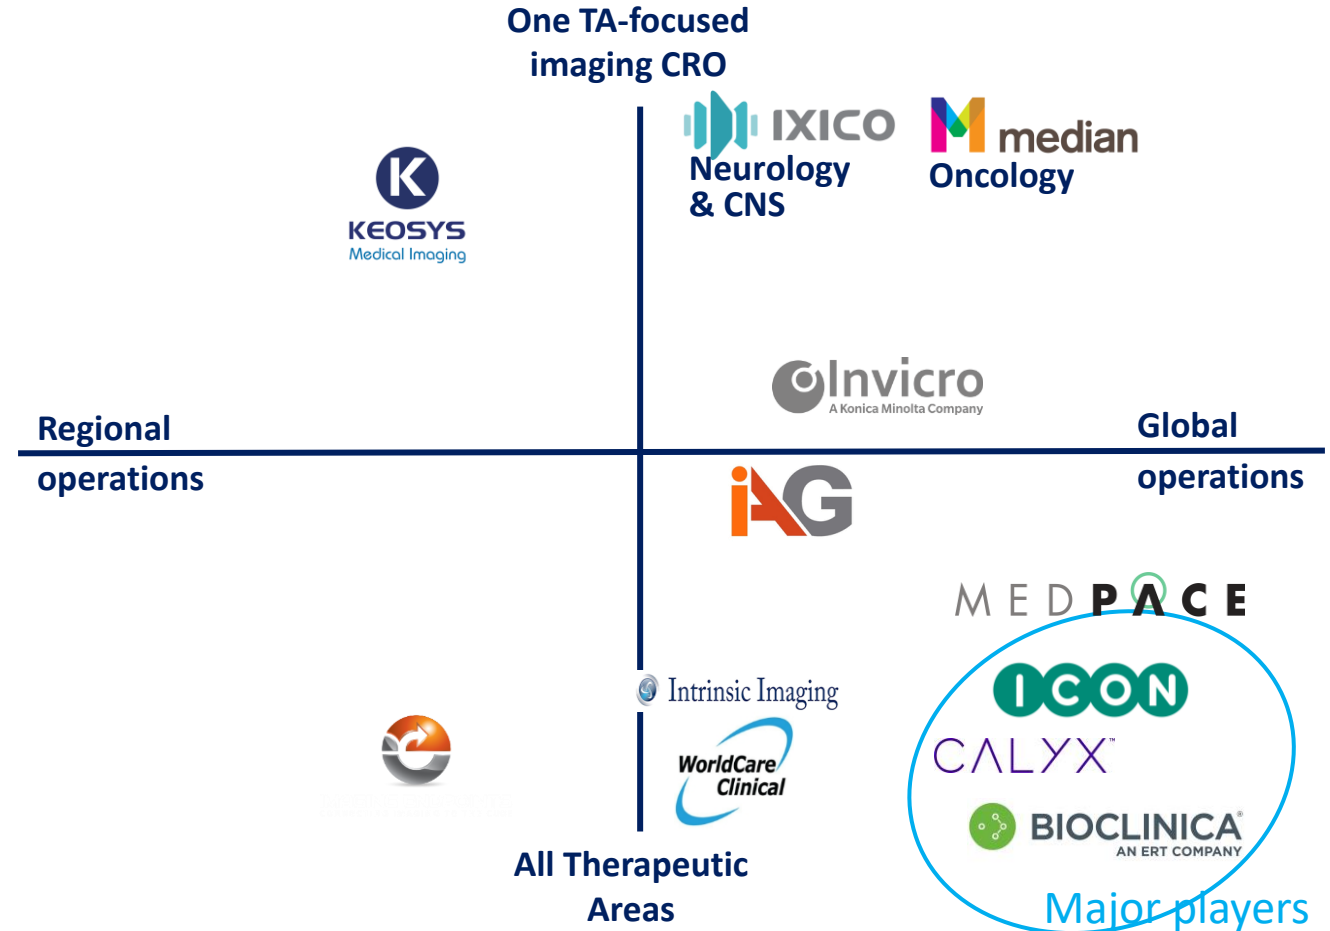 One TA-focused
imaging CRO
IXICO
Neurology
& CNS
M median
Oncology
K
KEOSYS
Medical Imaging
Invicro
A Konica Minolta Company
Regional
operations
Global
operations
iAG
MEDPACE
ICON
CALYX™
BIOCLINICA®
AN ERT COMPANY
Major players
Intrinsic Imaging
WorldCare
Clinical
e
All Therapeutic
Areas